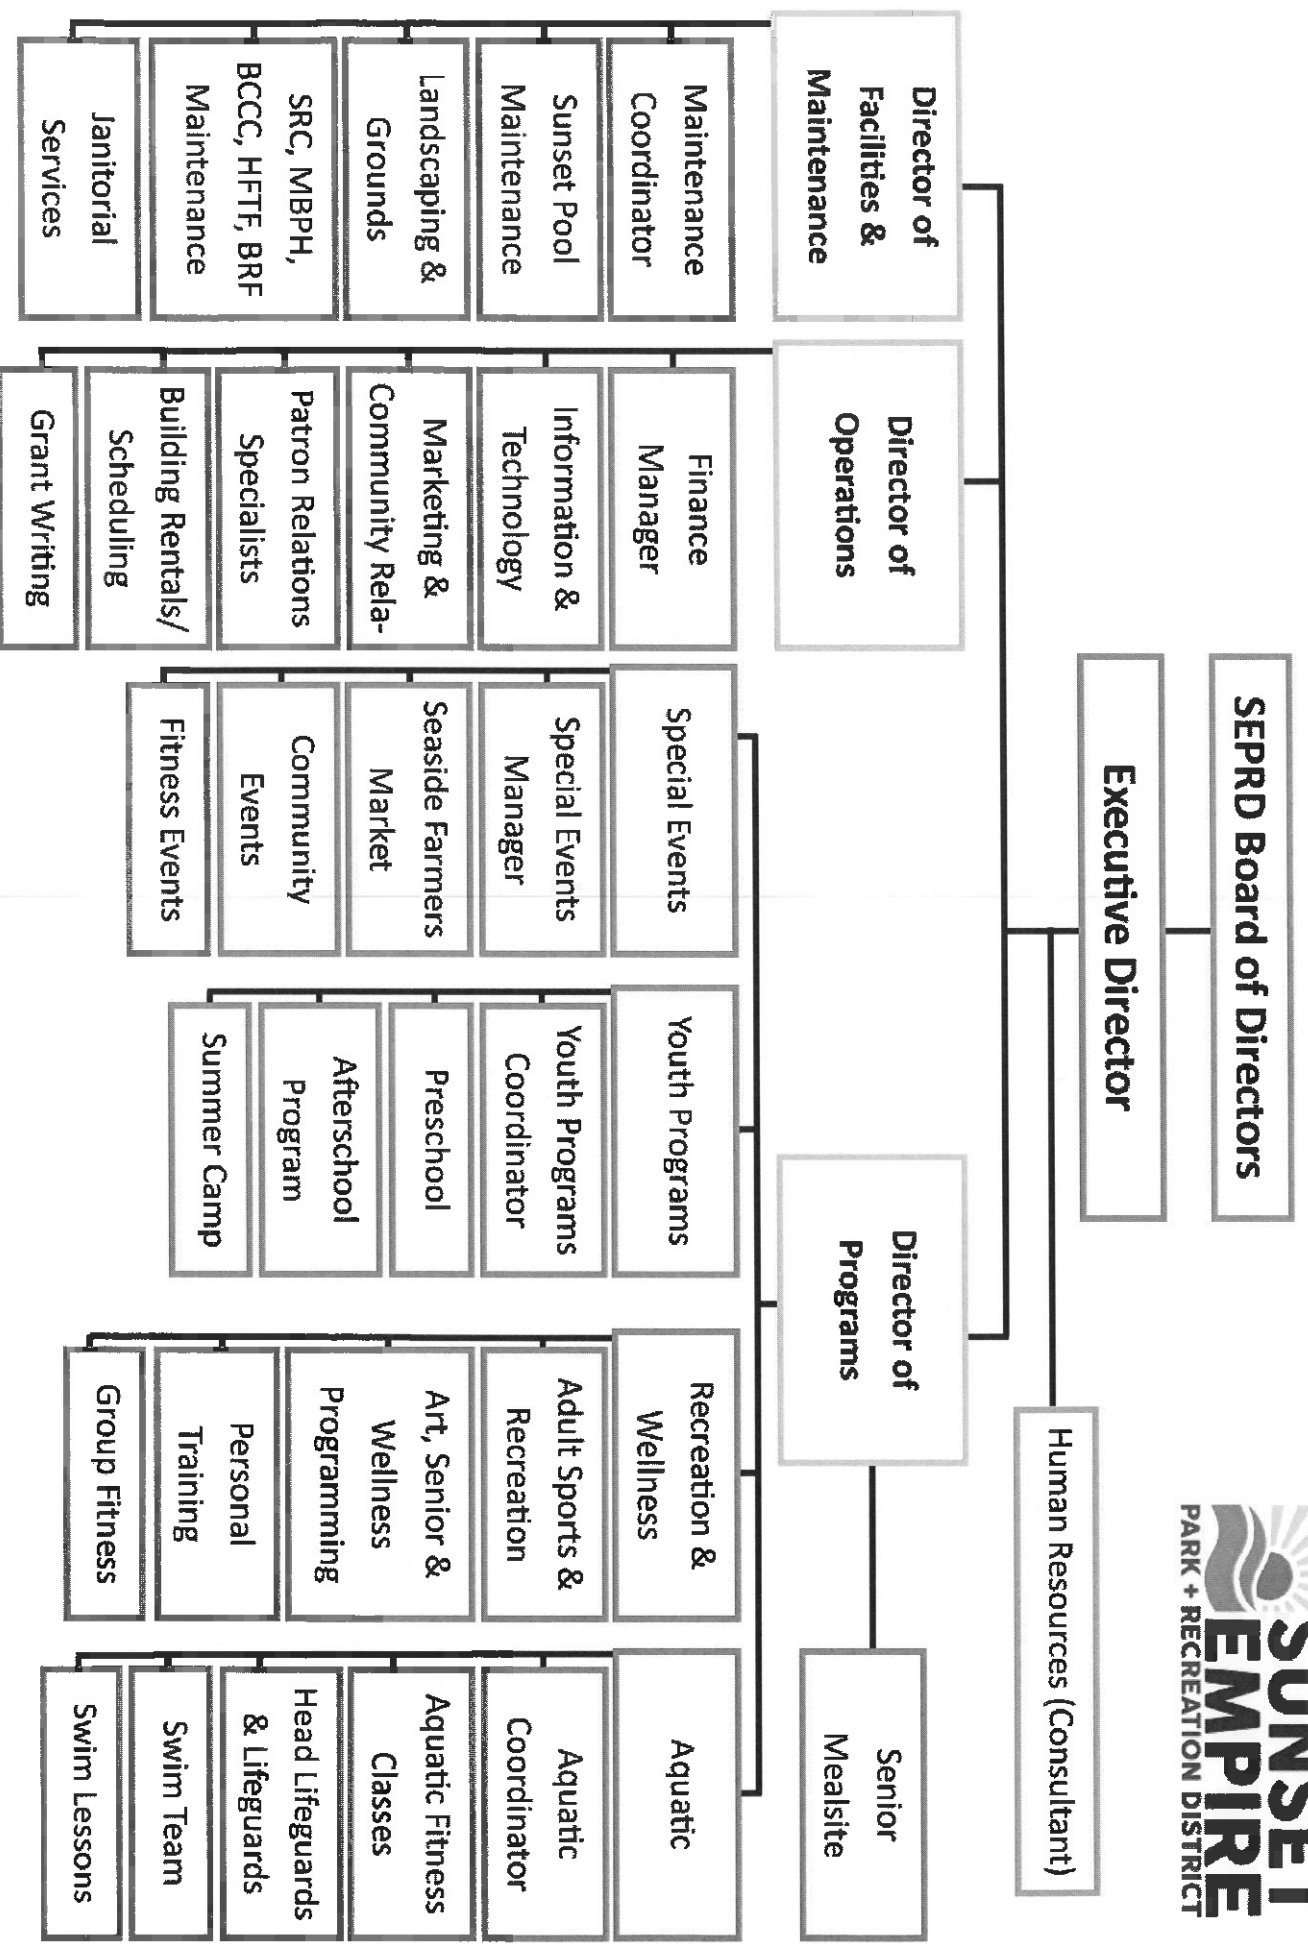 SUNSET
EMPIRE
PARK + RECREATION DISTRICT
SEPRD Board of Directors
Executive Director
Human Resources (Consultant)
Director of
Facilities &
Maintenance
Maintenance
Coordinator
Sunset Pool
Maintenance
Landscaping &
Grounds
SRC, MBPH,
BCCC, HFTF, BRF
Maintenance
Janitorial
Services
Director of
Operations
Finance
Manager
Information &
Technology
Marketing &
Community Rela-
Patron Relations
Specialists
Building Rentals/
Scheduling
Grant Writing
Director of
Programs
Senior
Mealsite
Special Events
Special Events
Manager
Seaside Farmers
Market
Community
Events
Fitness Events
Youth Programs
Youth Programs
Coordinator
Preschool
Afterschool
Program
Summer Camp
Recreation &
Wellness
Adult Sports &
Recreation
Art, Senior &
Wellness
Programming
Personal
Training
Group Fitness
Aquatic
Aquatic
Coordinator
Aquatic Fitness
Classes
Head Lifeguards
& Lifeguards
Swim Team
Swim Lessons